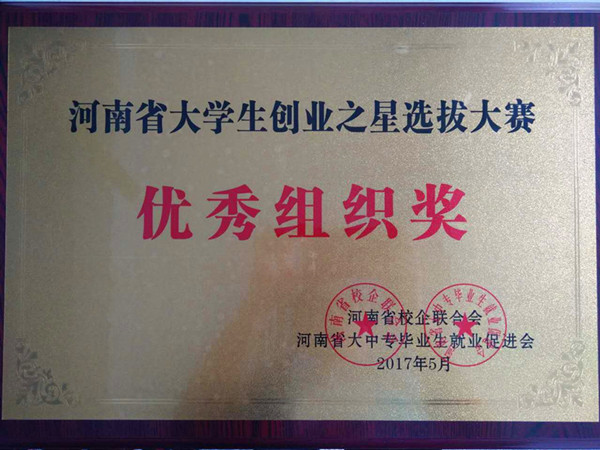 河南省大学生创业之星选拔大赛
优秀组织奖
河南省校企联合会
河南省大中专毕业生就业促进会
2017年5月